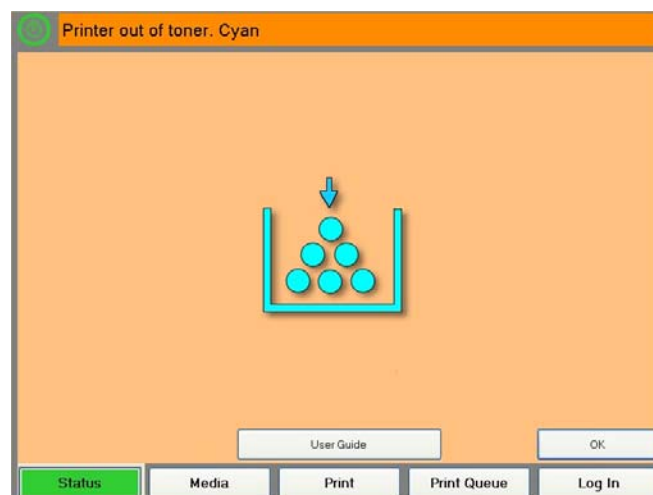 Printer out of toner. Cyan
User Guide
OK
Status
Media
Print
Print Queue
Log In